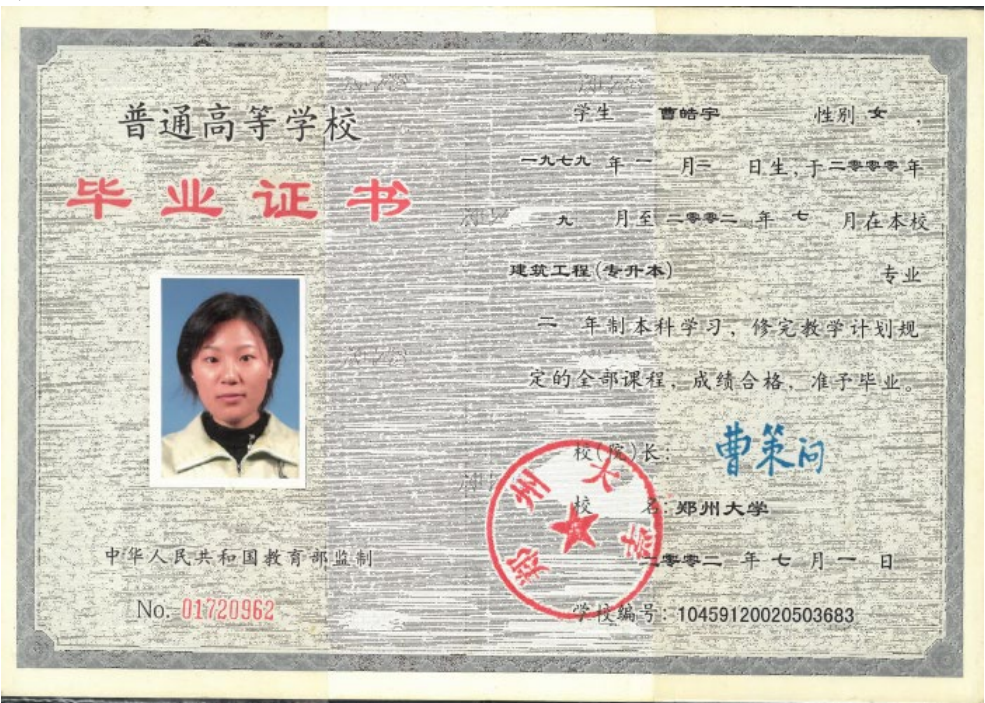 普通高等学校
毕业证书
中华人民共和国教育部监制
No. 01720962
学生 曹皓宇 性别 女 ,
一九七九 年 一 月 二 日生, 于 二零零零 年
九 月至 二零零二 年 七 月在本校
建筑工程(专升本) 专业
二 年制本科学习, 修完教学计划规
定的全部课程, 成绩合格, 准予毕业。
校(院)长: 曹策问
校 名: 郑州大学
二零零二 年 七 月 一 日
学校编号: 10459120020503683
郑州大学